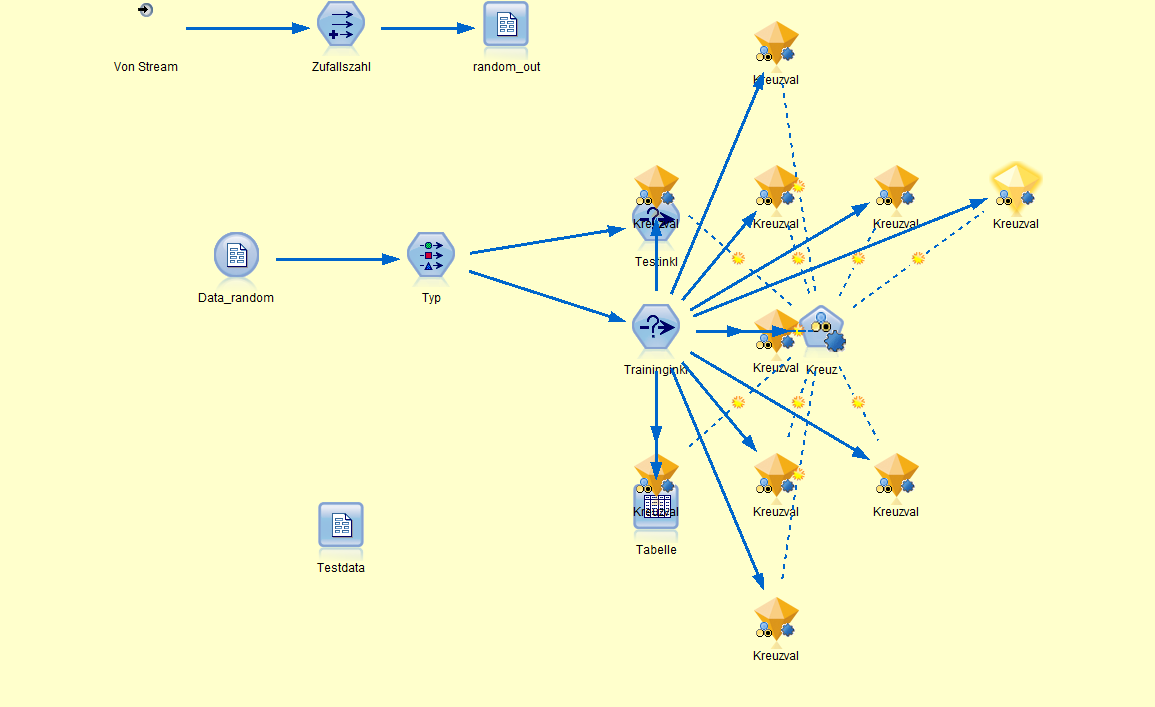 Von Stream
Zufallszahl
random_out
Kreuzval
Kreuzval
Kreuzval
Kreuzval
Kreuzval
Testinkl
Data_random
Typ
Traininginkl
Kreuzval
Kreuz
Kreuzval
Kreuzval
Kreuzval
Tabelle
Testdata
Kreuzval